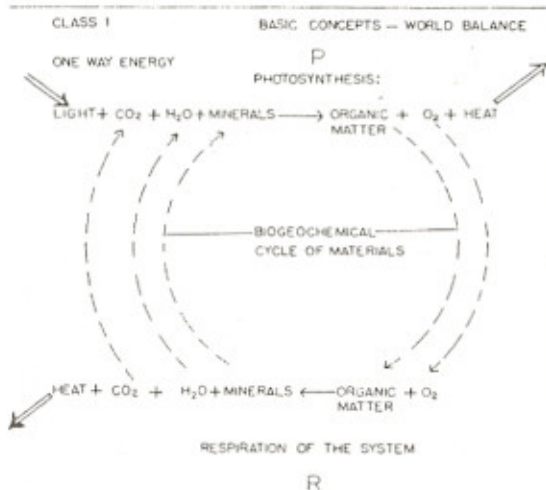 CLASS I BASIC CONCEPTS — WORLD BALANCE
ONE WAY ENERGY P
PHOTOSYNTHESIS:
LIGHT + CO₂ + H₂O + MINERALS ⟶ ORGANIC MATTER + O₂ + HEAT
BIOGEOCHEMICAL
CYCLE OF MATERIALS
HEAT + CO₂ + H₂O + MINERALS ⟵ ORGANIC MATTER + O₂
RESPIRATION OF THE SYSTEM
R